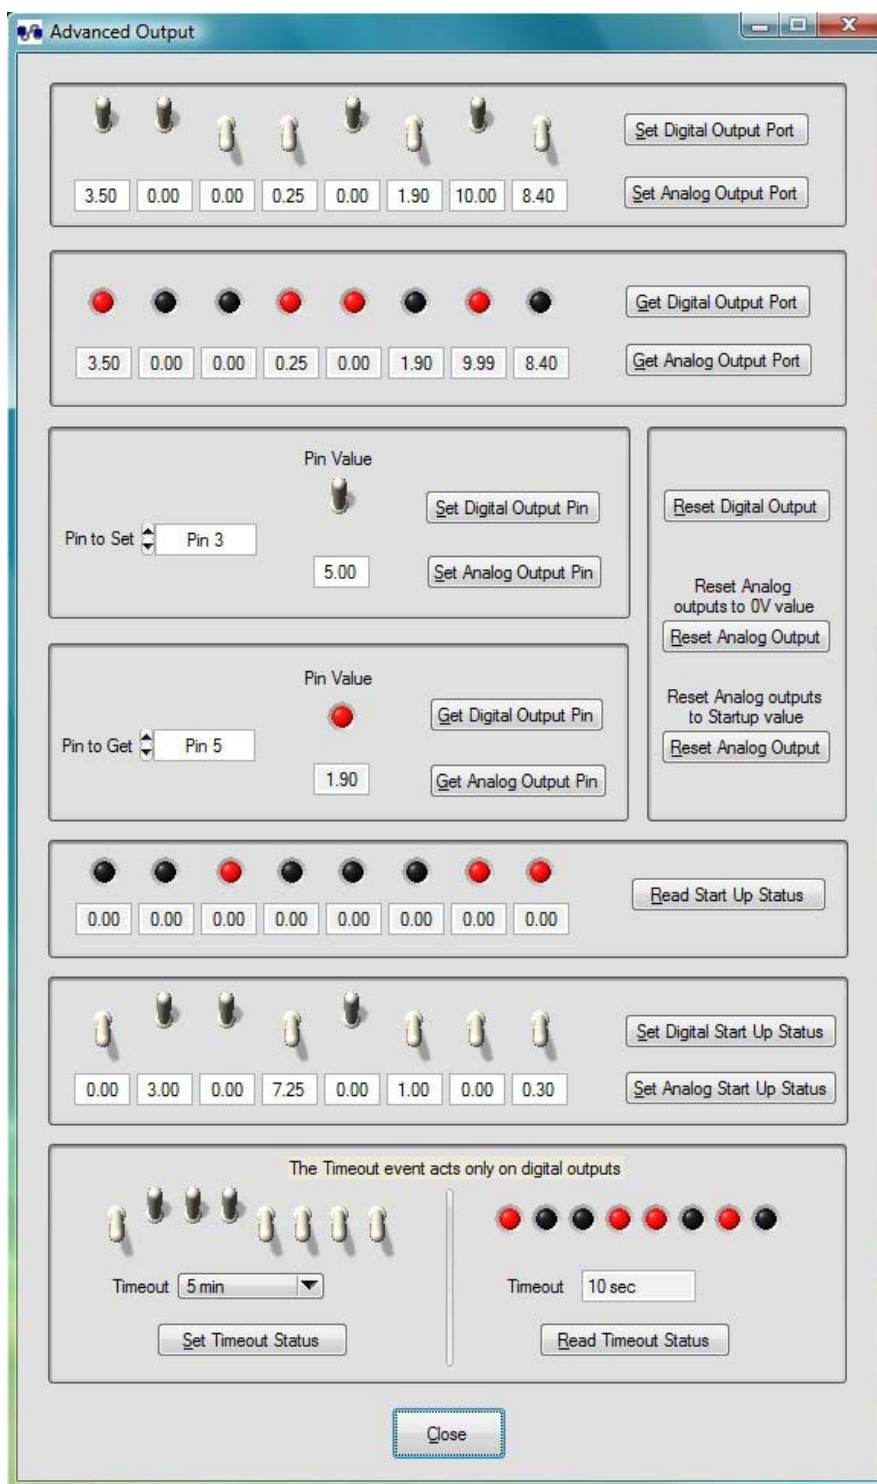 Advanced Output
Set Digital Output Port
3.50 0.00 0.00 0.25 0.00 1.90 10.00 8.40
Set Analog Output Port
Get Digital Output Port
3.50 0.00 0.00 0.25 0.00 1.90 9.99 8.40
Get Analog Output Port
Pin Value
Pin to Set Pin 3
Set Digital Output Pin
5.00
Set Analog Output Pin
Reset Digital Output
Reset Analog
outputs to 0V value
Reset Analog Output
Reset Analog outputs
to Startup value
Reset Analog Output
Pin Value
Pin to Get Pin 5
Get Digital Output Pin
1.90
Get Analog Output Pin
0.00 0.00 0.00 0.00 0.00 0.00 0.00 0.00
Read Start Up Status
Set Digital Start Up Status
0.00 3.00 0.00 7.25 0.00 1.00 0.00 0.30
Set Analog Start Up Status
The Timeout event acts only on digital outputs
Timeout 5 min
Set Timeout Status
Timeout 10 sec
Read Timeout Status
Close